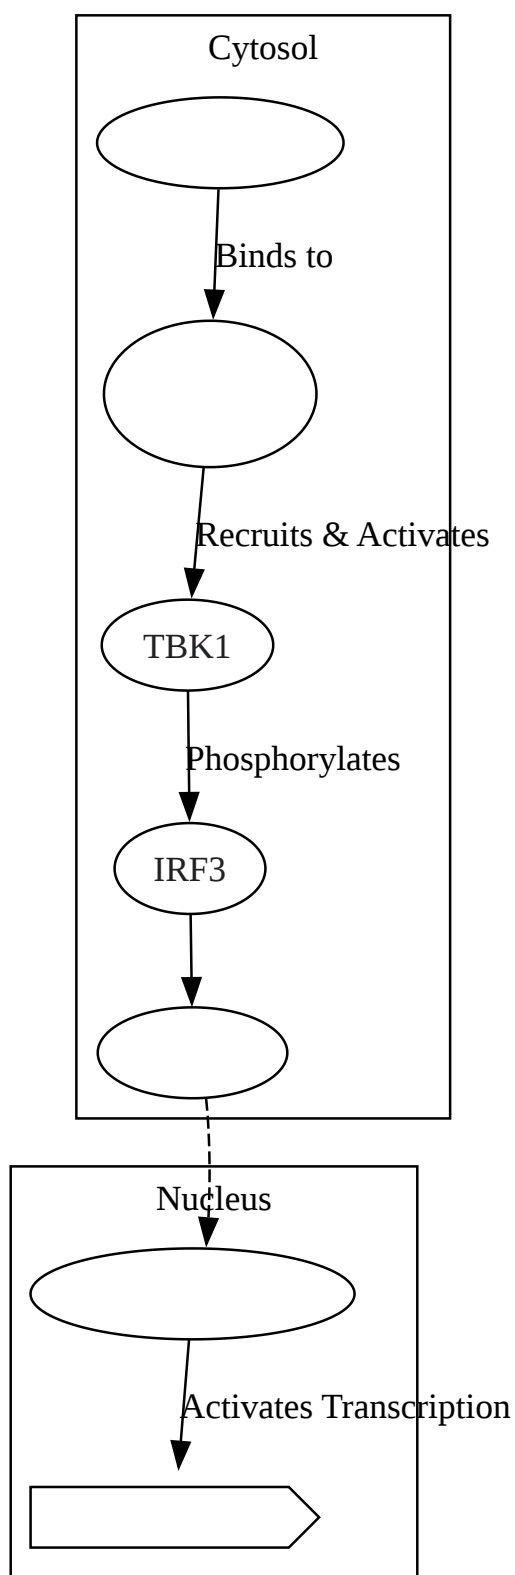 Cytosol
Binds to
Recruits & Activates
TBK1
Phosphorylates
IRF3
Nucleus
Activates Transcription